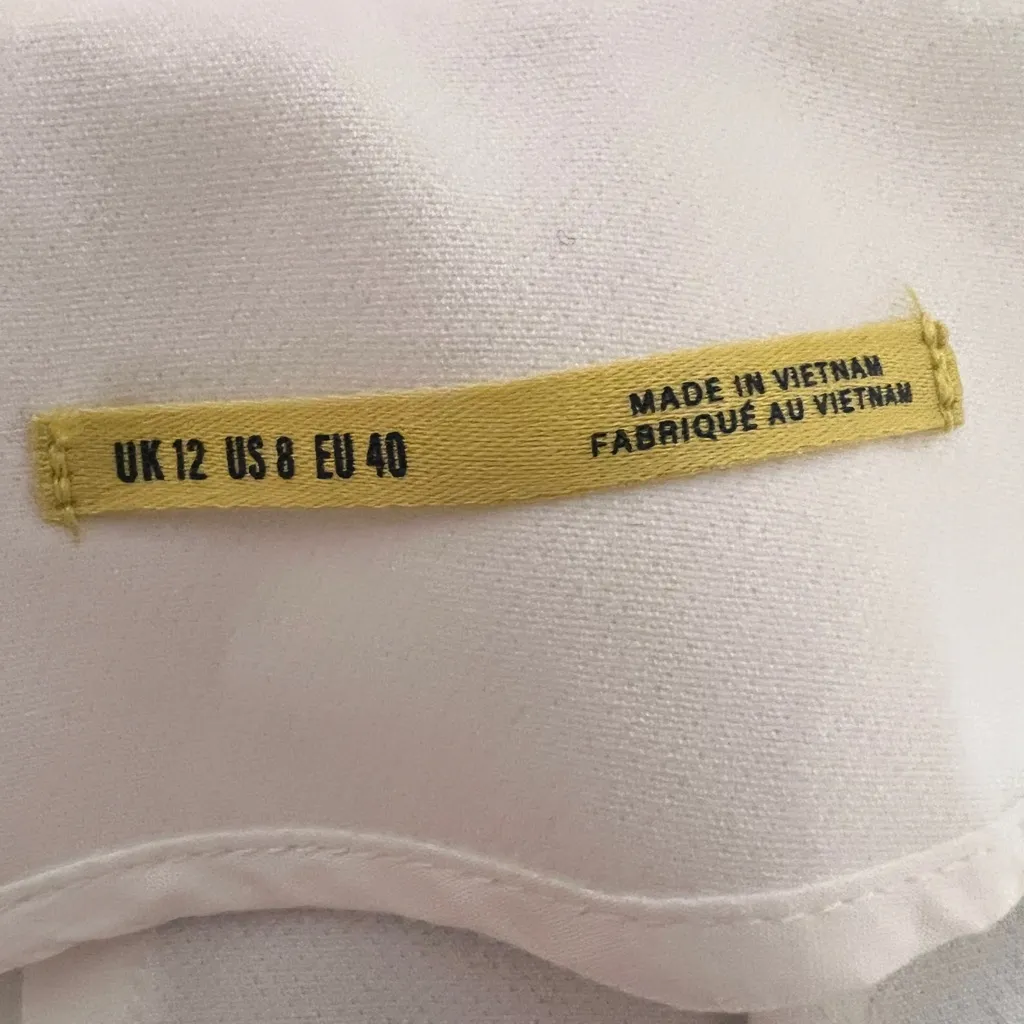 UK 12 US 8 EU 40
MADE IN VIETNAM
FABRIQUÉ AU VIETNAM